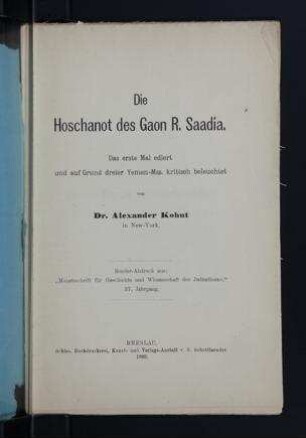 Die
Hoschanot des Gaon R. Saadia.
Das erste Mal ediert
und auf Grund dreier Yemen-Mss. kritisch beleuchtet
von
Dr. Alexander Kohut
in New-York.
Sonder-Abdruck aus:
„Monatsschrift für Geschichte und Wissenschaft des Judenthums,"
37. Jahrgang.
BRESLAU,
Schles. Buchdruckerei, Kunst- und Verlags-Anstalt v. S. Schottlaender